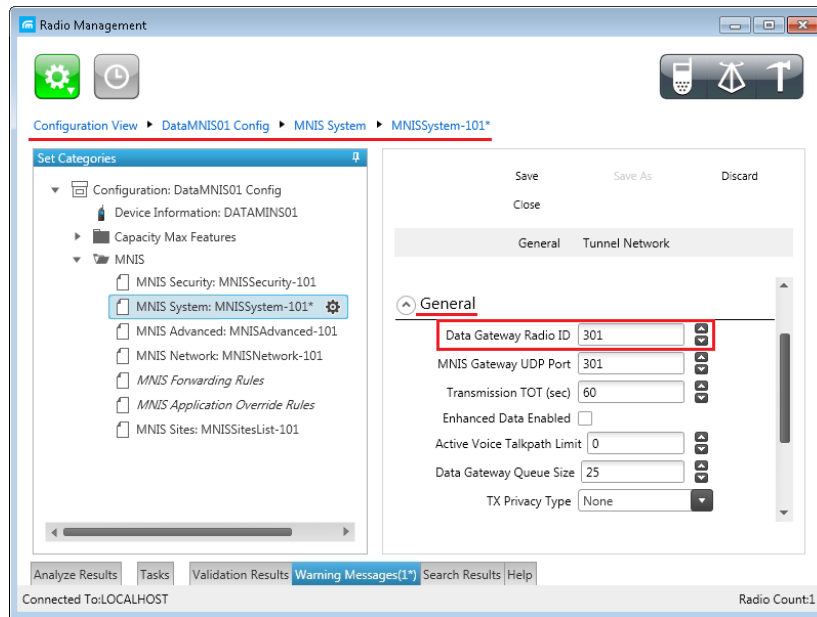 Radio Management
Configuration View ▶ DataMNIS01 Config ▶ MNIS System ▶ MNISSystem-101*
Set Categories
Configuration: DataMNIS01 Config
Device Information: DATAMINS01
Capacity Max Features
MNIS
MNIS Security: MNISSecurity-101
MNIS System: MNISSystem-101*
MNIS Advanced: MNISAdvanced-101
MNIS Network: MNISNetwork-101
MNIS Forwarding Rules
MNIS Application Override Rules
MNIS Sites: MNISSitesList-101
Save Save As Discard
Close
General Tunnel Network
General
Data Gateway Radio ID 301
MNIS Gateway UDP Port 301
Transmission TOT (sec) 60
Enhanced Data Enabled
Active Voice Talkpath Limit 0
Data Gateway Queue Size 25
TX Privacy Type None
Analyze Results Tasks Validation Results Warning Messages(1*) Search Results Help
Connected To:LOCALHOST Radio Count:1